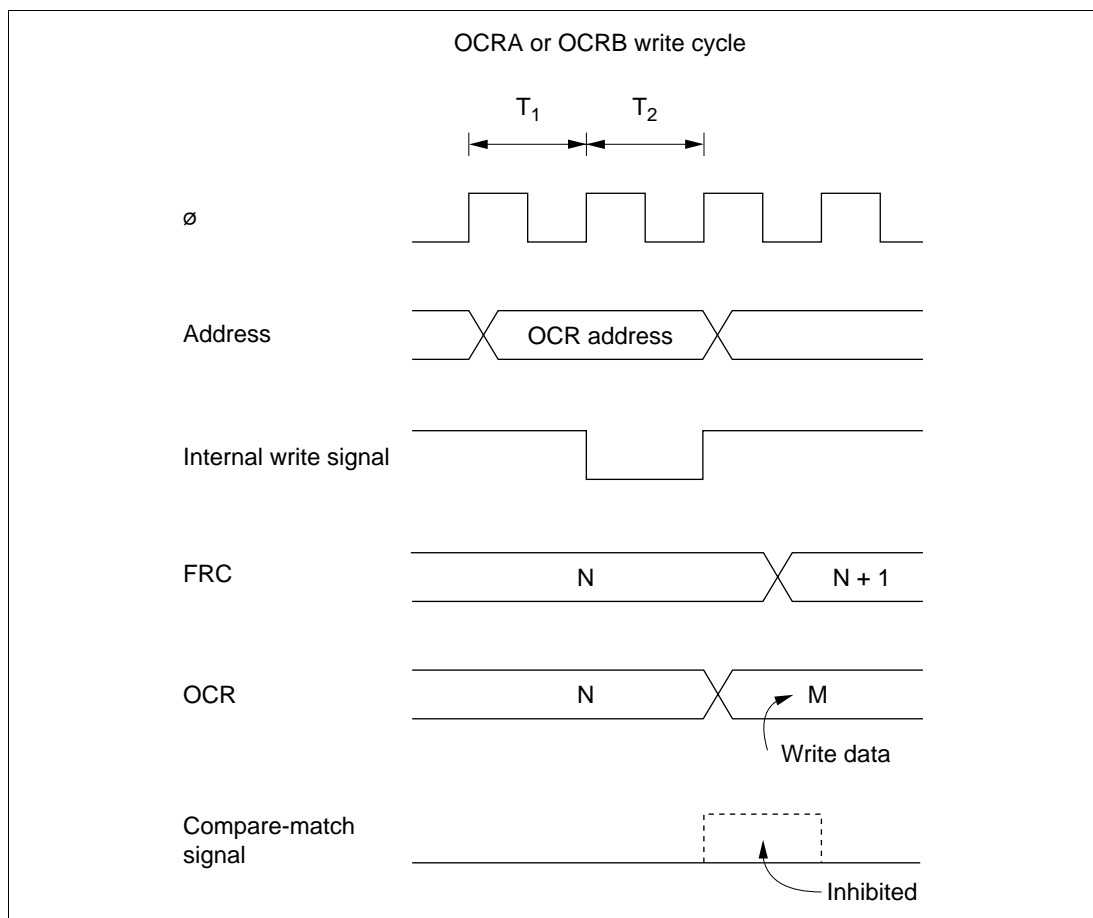 OCRA or OCRB write cycle
T1 T2
ø
Address OCR address
Internal write signal
FRC N N + 1
OCR N M
Write data
Compare-match
signal
Inhibited